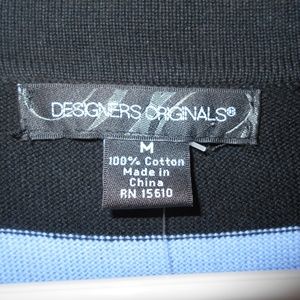 DESIGNERS ORIGINALS®
M
100% Cotton
Made in
China
RN 15610